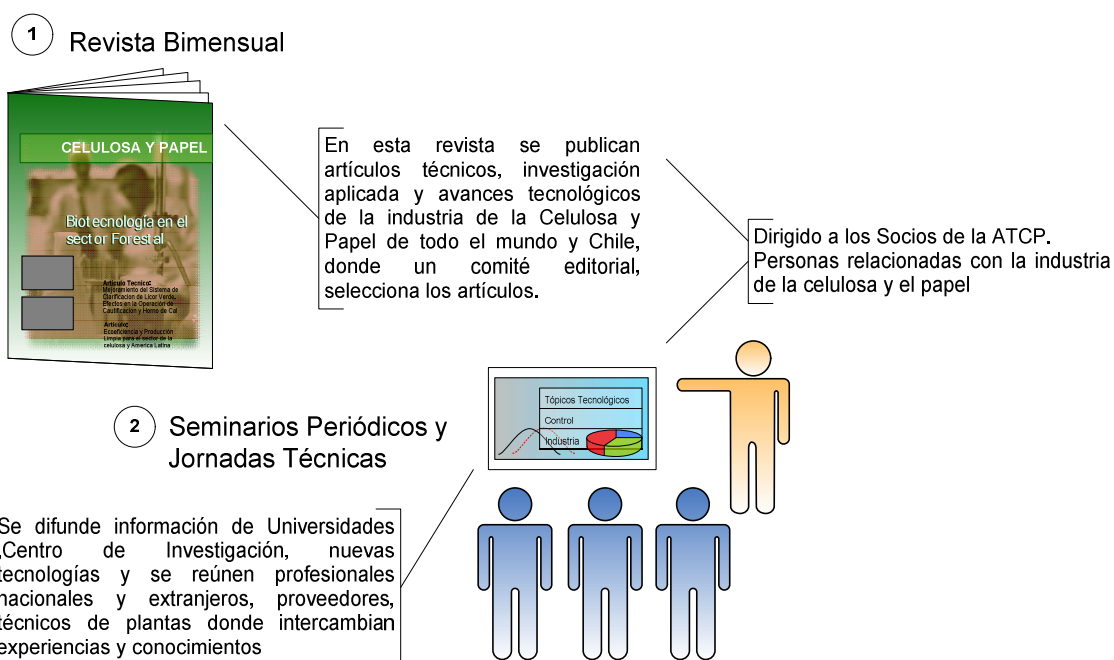 1
Revista Bimensual
CELULOSA Y PAPEL
Biotecnología en el
sector Forestal
Artículo Tecnico:
Mejoramiento del Sistema de
Clarificacion de Licor Verde,
Efectos en la Operación de
Cautificacion y Horno de Cal
Artículo:
Ecoeficiencia y Producción
Limpia para el sector de la
celulosa y America Latina
En esta revista se publican
artículos técnicos, investigación
aplicada y avances tecnológicos
de la industria de la Celulosa y
Papel de todo el mundo y Chile,
donde un comité editorial,
selecciona los artículos.
Dirigido a los Socios de la ATCP.
Personas relacionadas con la industria
de la celulosa y el papel
2
Seminarios Periódicos y
Jornadas Técnicas
Tópicos Tecnológicos
Control
Industria
Se difunde información de Universidades
,Centro de Investigación, nuevas
tecnologías y se reúnen profesionales
nacionales y extranjeros, proveedores,
técnicos de plantas donde intercambian
experiencias y conocimientos